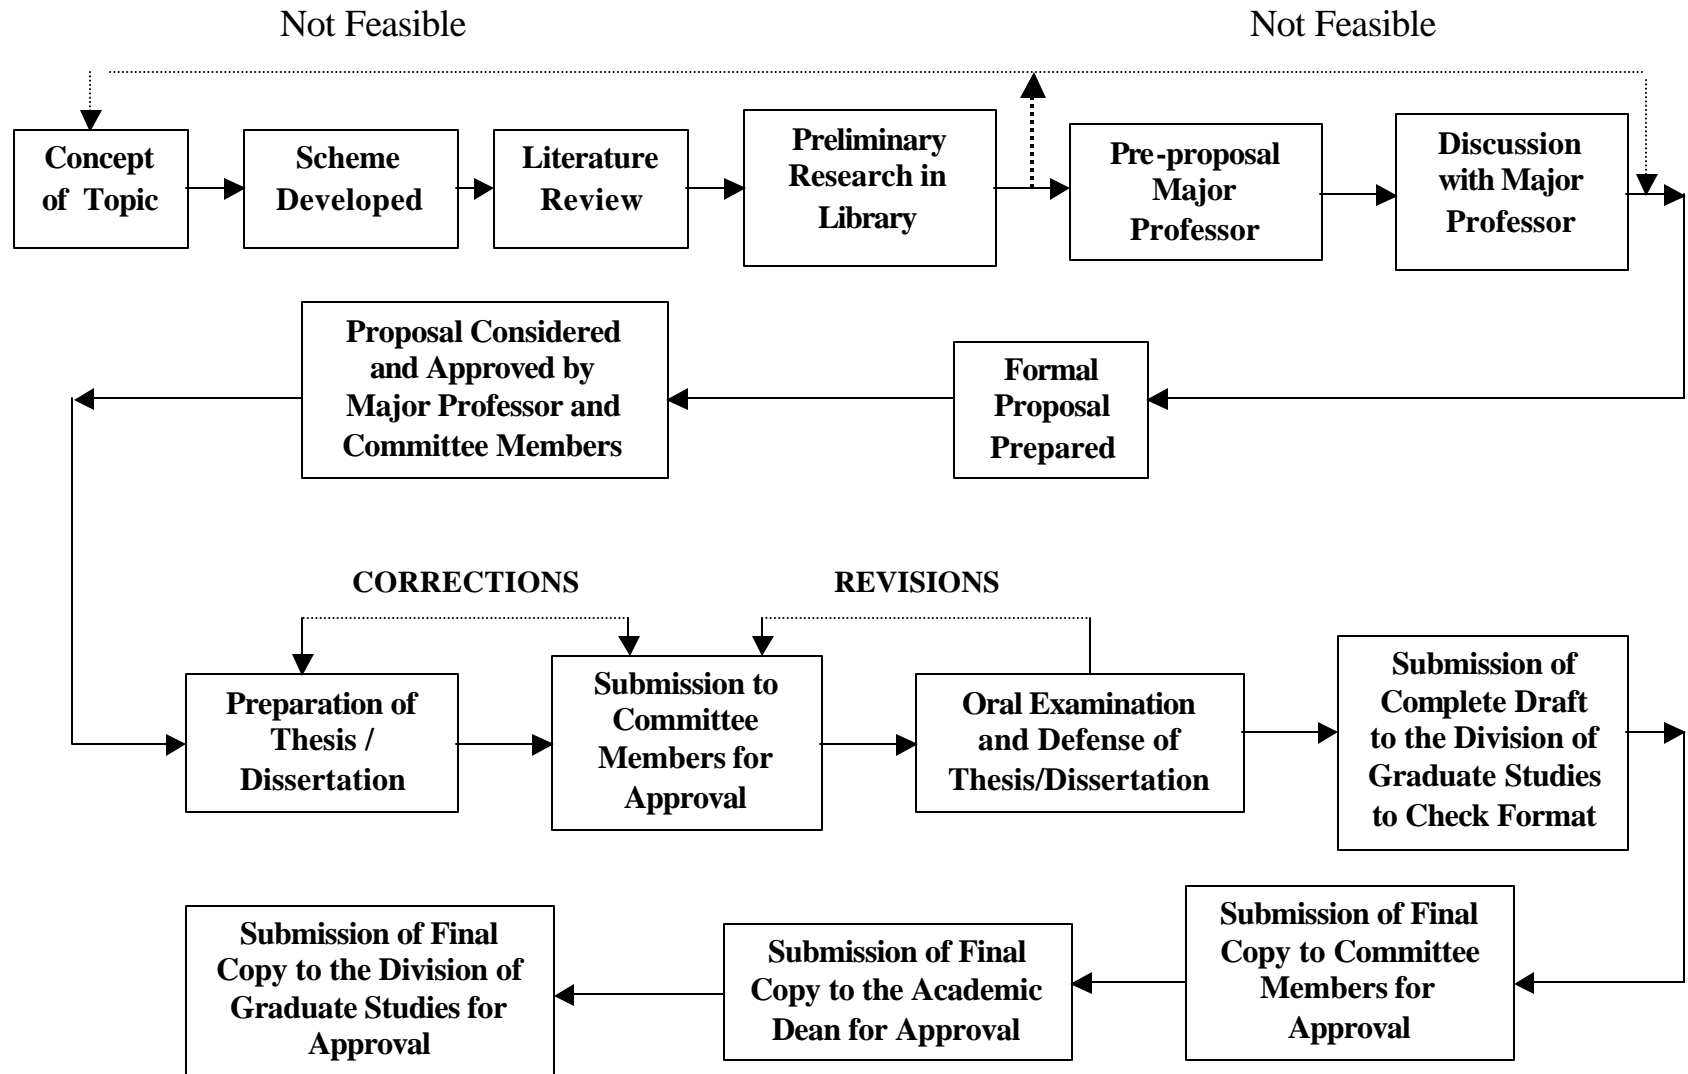 Not Feasible
Not Feasible
Concept
of Topic
Scheme
Developed
Literature
Review
Preliminary
Research in
Library
Pre-proposal
Major
Professor
Discussion
with Major
Professor
Proposal Considered
and Approved by
Major Professor and
Committee Members
Formal
Proposal
Prepared
CORRECTIONS
REVISIONS
Preparation of
Thesis /
Dissertation
Submission to
Committee
Members for
Approval
Oral Examination
and Defense of
Thesis/Dissertation
Submission of
Complete Draft
to the Division of
Graduate Studies
to Check Format
Submission of Final
Copy to the Division of
Graduate Studies for
Approval
Submission of Final
Copy to the Academic
Dean for Approval
Submission of Final
Copy to Committee
Members for
Approval